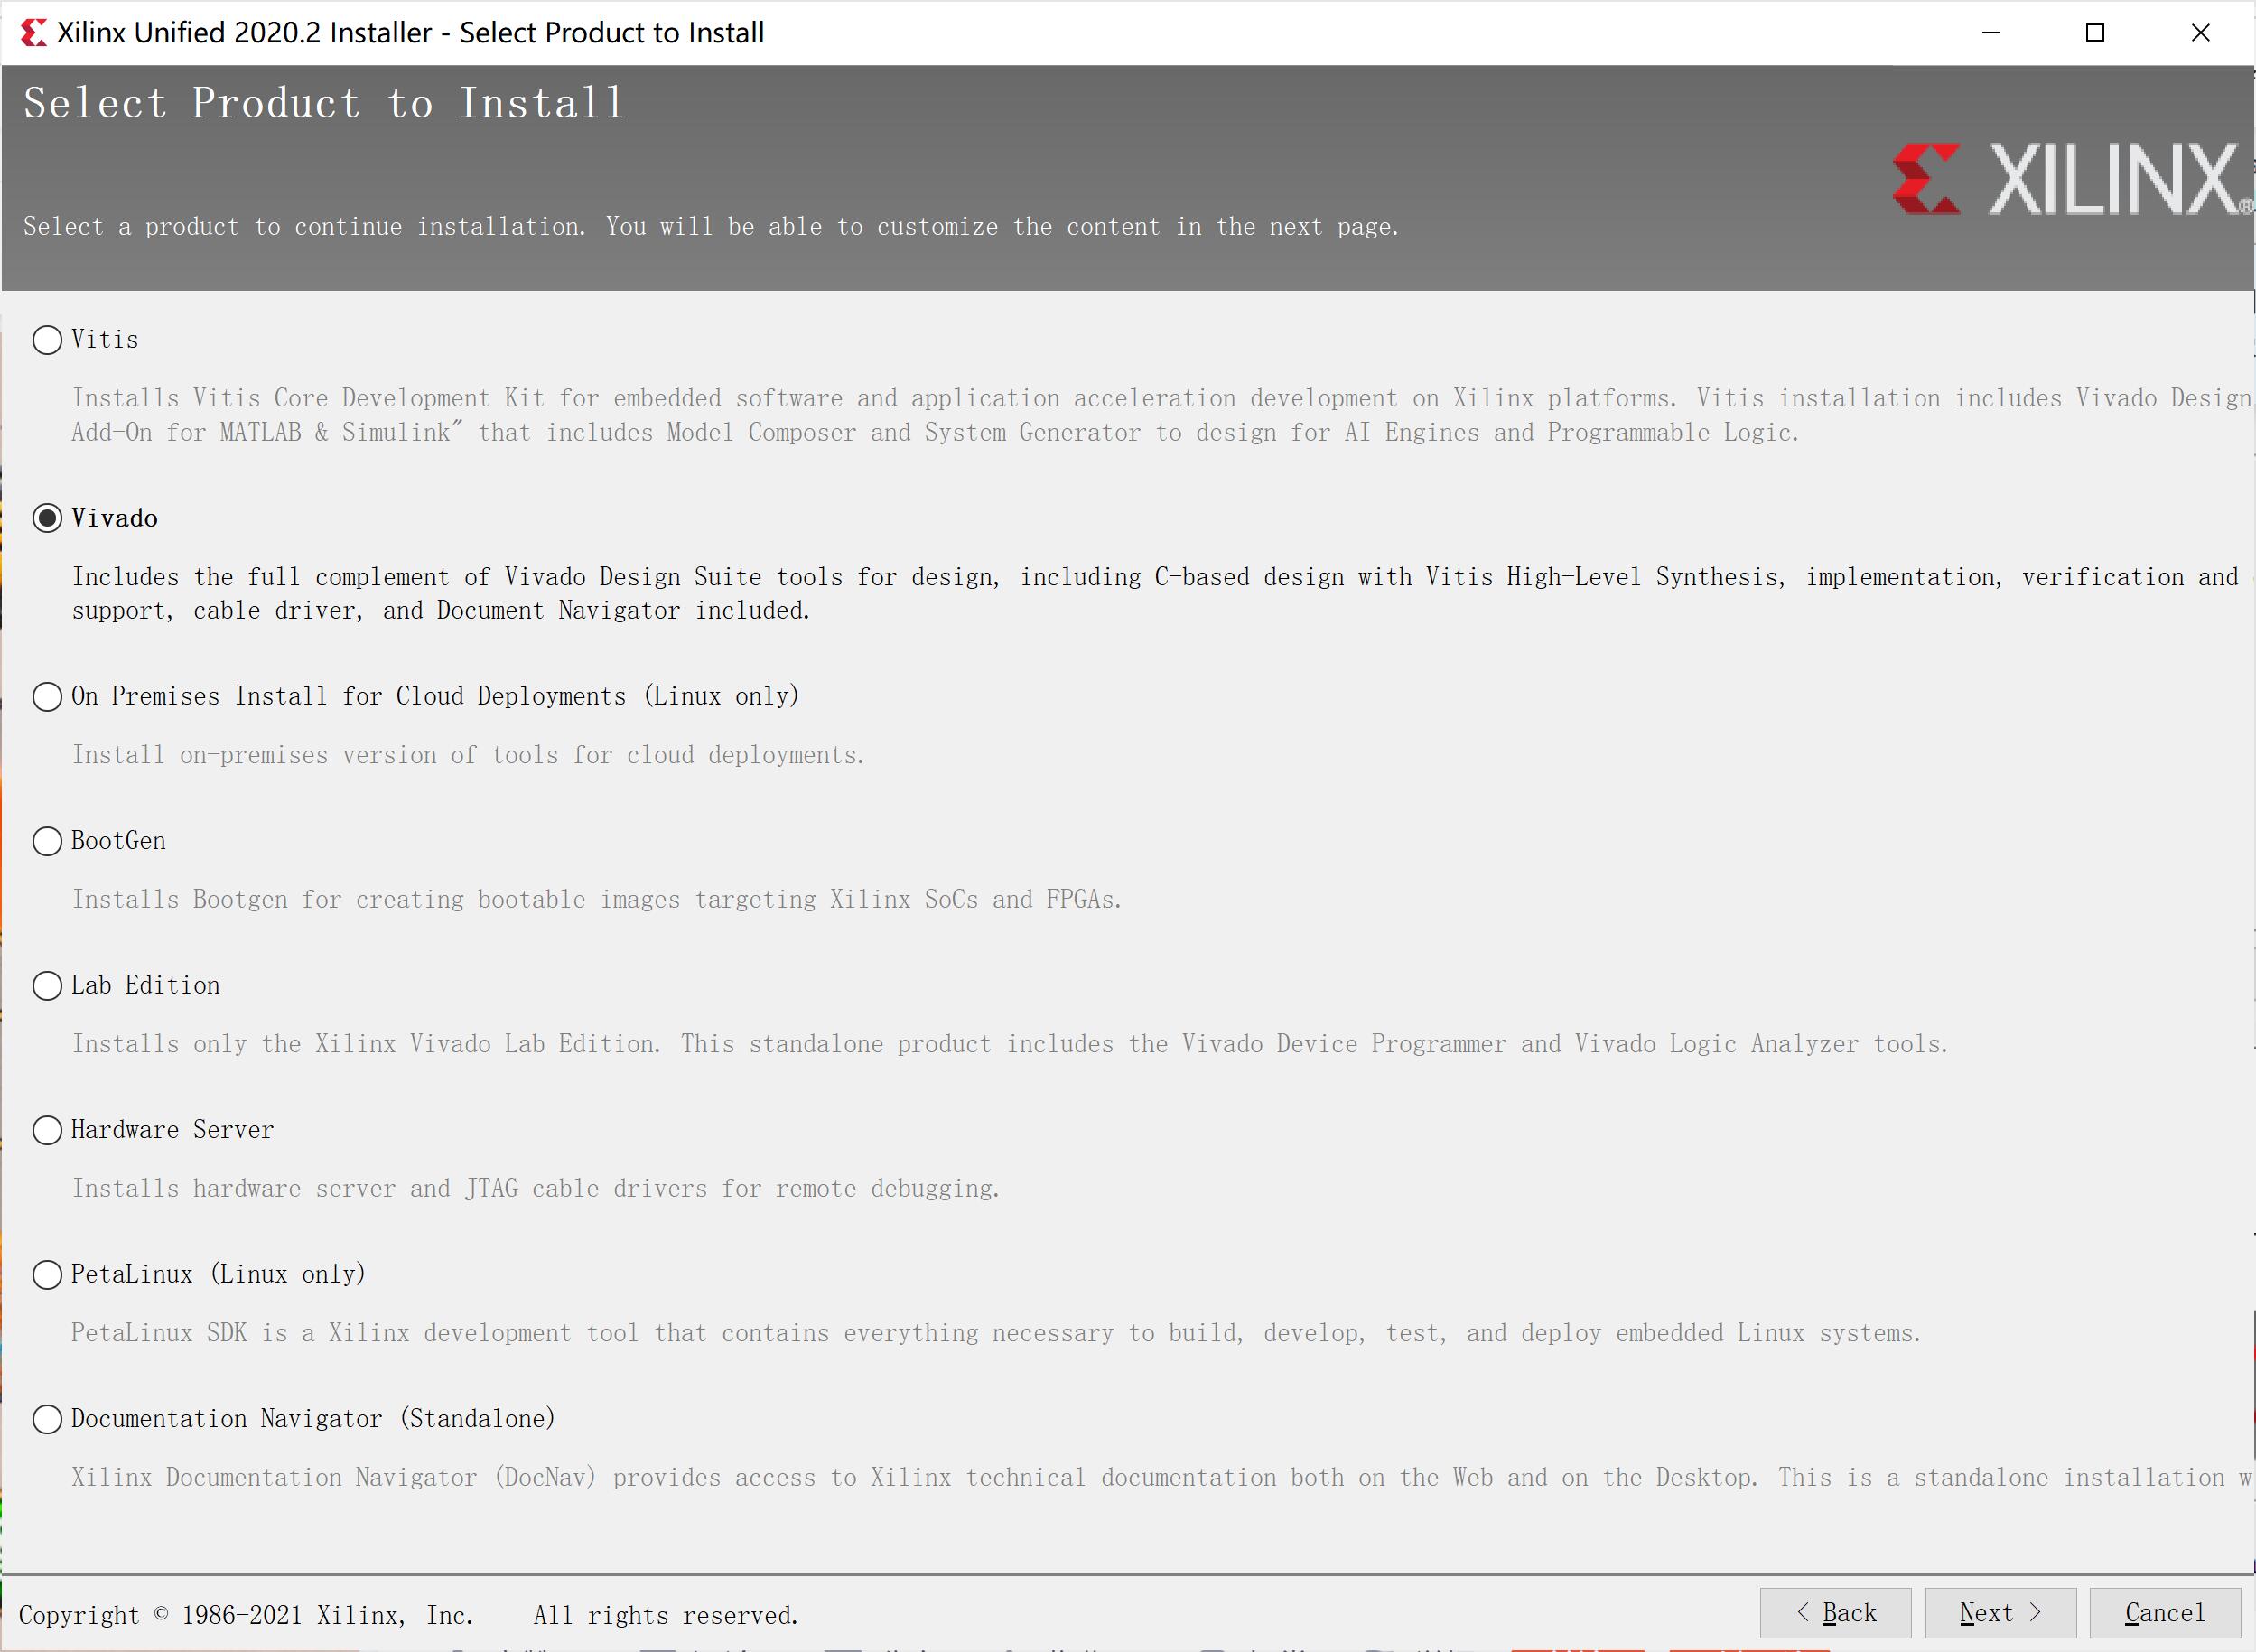 Xilinx Unified 2020.2 Installer - Select Product to Install
Select Product to Install
XILINX®
Select a product to continue installation. You will be able to customize the content in the next page.
Vitis
Installs Vitis Core Development Kit for embedded software and application acceleration development on Xilinx platforms. Vitis installation includes Vivado Design
Add-On for MATLAB & Simulink" that includes Model Composer and System Generator to design for AI Engines and Programmable Logic.
Vivado
Includes the full complement of Vivado Design Suite tools for design, including C-based design with Vitis High-Level Synthesis, implementation, verification and
support, cable driver, and Document Navigator included.
On-Premises Install for Cloud Deployments (Linux only)
Install on-premises version of tools for cloud deployments.
BootGen
Installs Bootgen for creating bootable images targeting Xilinx SoCs and FPGAs.
Lab Edition
Installs only the Xilinx Vivado Lab Edition. This standalone product includes the Vivado Device Programmer and Vivado Logic Analyzer tools.
Hardware Server
Installs hardware server and JTAG cable drivers for remote debugging.
PetaLinux (Linux only)
PetaLinux SDK is a Xilinx development tool that contains everything necessary to build, develop, test, and deploy embedded Linux systems.
Documentation Navigator (Standalone)
Xilinx Documentation Navigator (DocNav) provides access to Xilinx technical documentation both on the Web and on the Desktop. This is a standalone installation w
Copyright © 1986-2021 Xilinx, Inc. All rights reserved.
< Back
Next >
Cancel